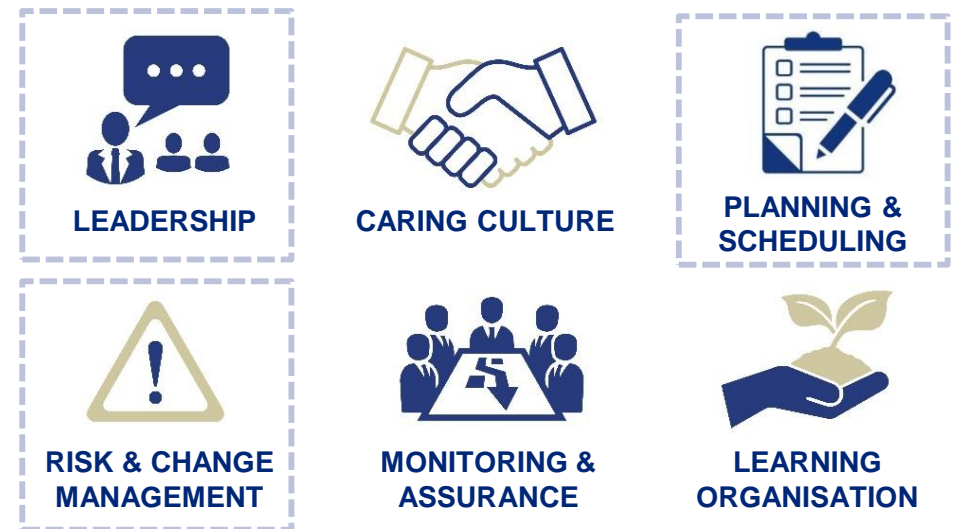 LEADERSHIP
CARING CULTURE
PLANNING &
SCHEDULING
RISK & CHANGE
MANAGEMENT
MONITORING &
ASSURANCE
LEARNING
ORGANISATION